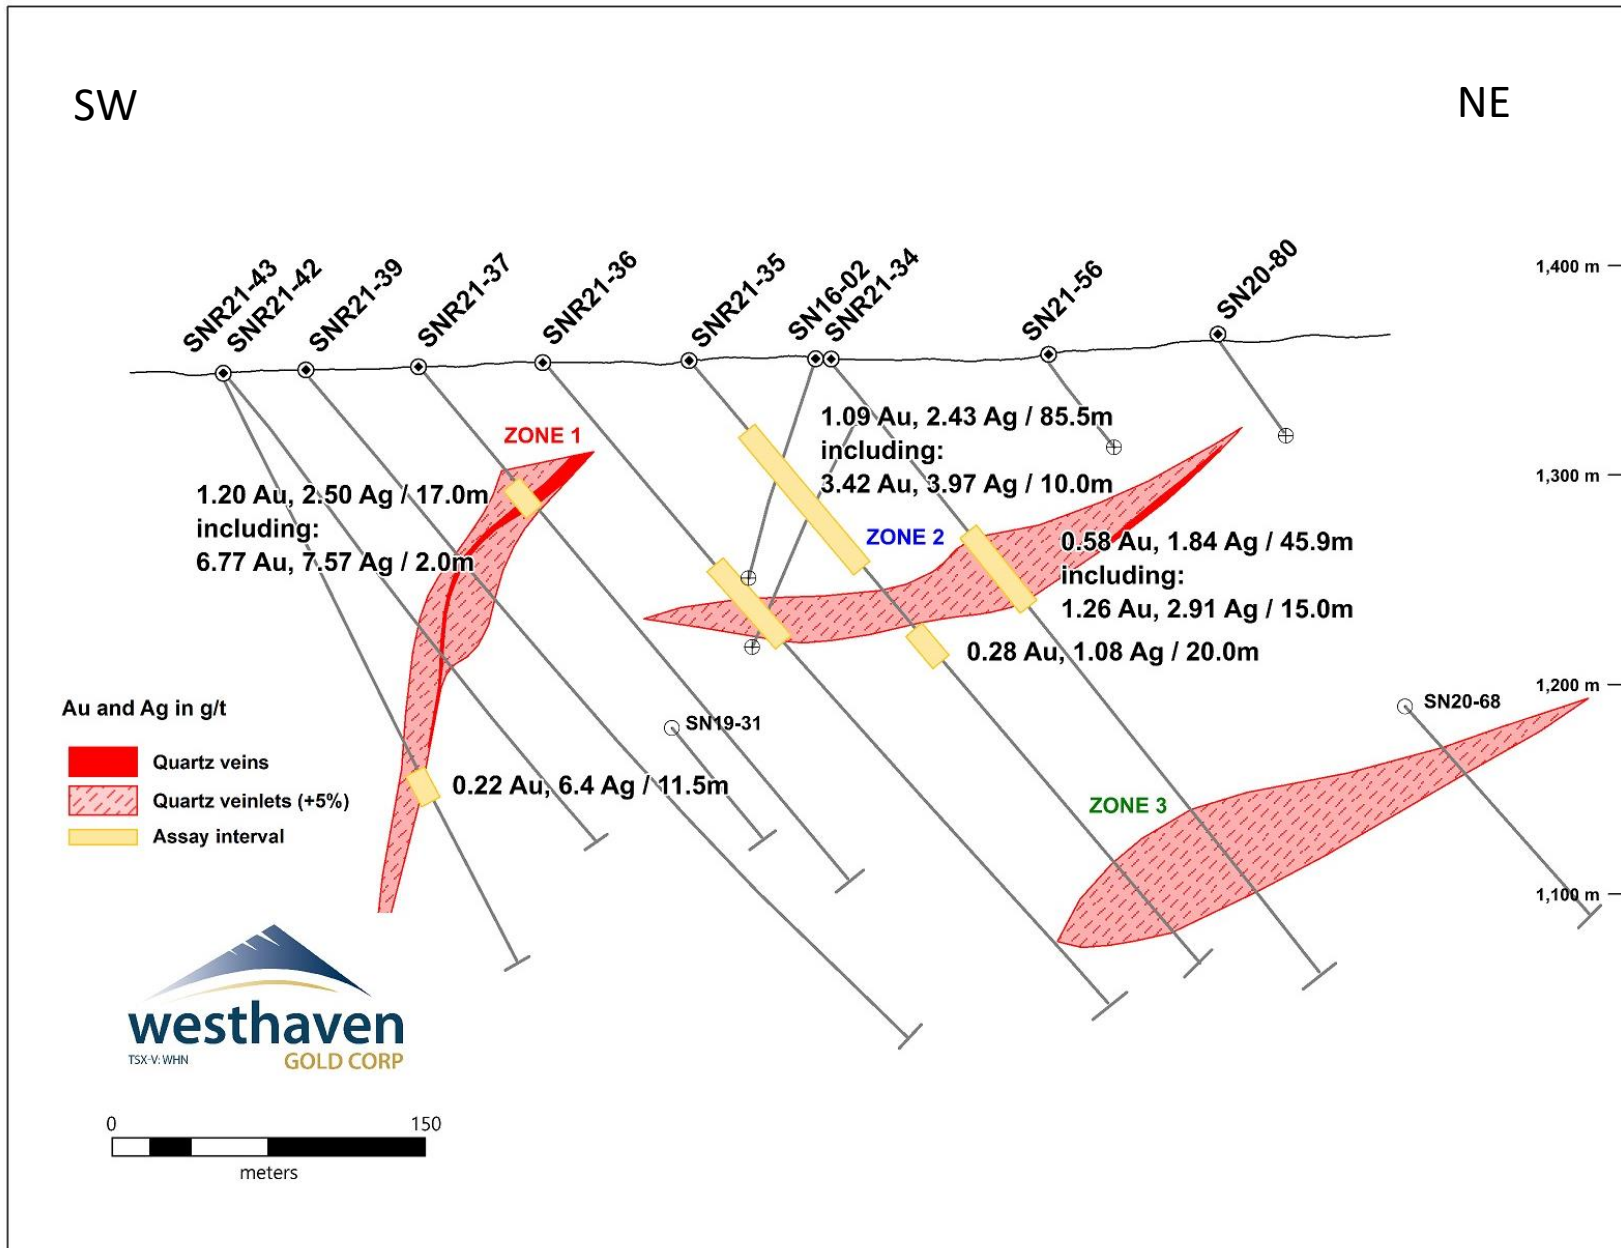 SW
NE
SNR21-43
SNR21-42
SNR21-39
SNR21-37
SNR21-36
SNR21-35
SN16-02
SNR21-34
SN21-56
SN20-80
1,400 m
1,300 m
1,200 m
1,100 m
ZONE 1
1.20 Au, 2.50 Ag / 17.0m
including:
6.77 Au, 7.57 Ag / 2.0m
1.09 Au, 2.43 Ag / 85.5m
including:
3.42 Au, 3.97 Ag / 10.0m
ZONE 2
0.58 Au, 1.84 Ag / 45.9m
including:
1.26 Au, 2.91 Ag / 15.0m
0.28 Au, 1.08 Ag / 20.0m
SN20-68
SN19-31
0.22 Au, 6.4 Ag / 11.5m
ZONE 3
Au and Ag in g/t
Quartz veins
Quartz veinlets (+5%)
Assay interval
westhaven
TSX-V: WHN
GOLD CORP
0 150
meters